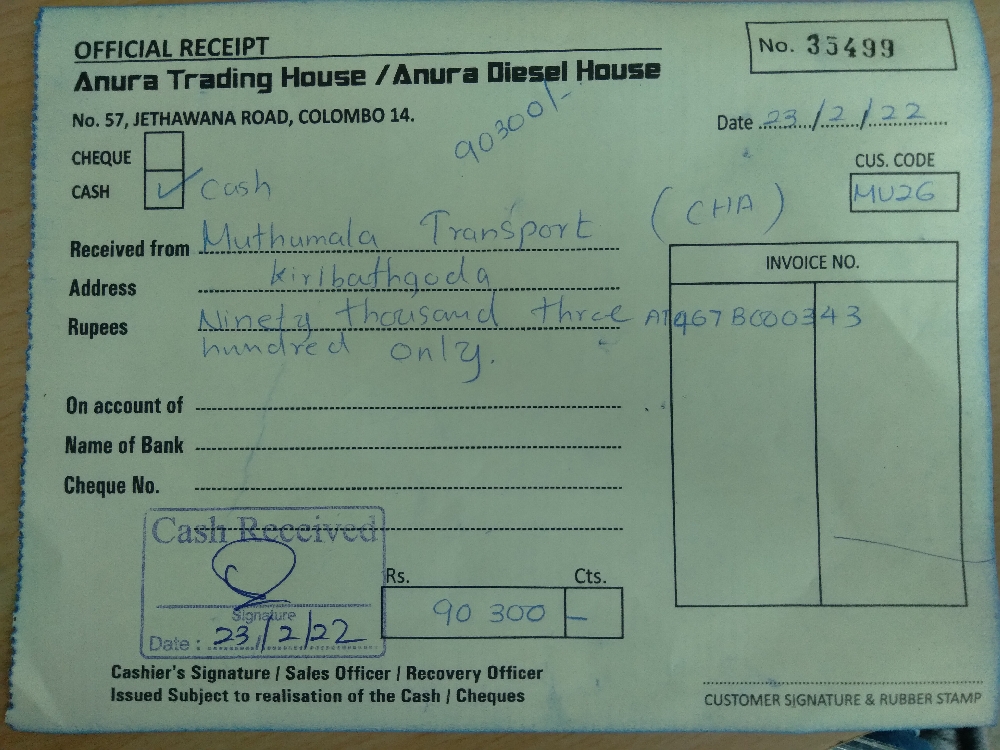 OFFICIAL RECEIPT
No. 35499
Anura Trading House / Anura Diesel House
No. 57, JETHAWANA ROAD, COLOMBO 14.
90300/-
Date 23/2/22
CHEQUE
CASH ✓ Cash
CUS. CODE
MU26
Received from Muthumala Transport (CHA)
Address Kiribathgoda
INVOICE NO.
Rupees Ninety thousand three
hundred only.
AT467B000343
On account of
Name of Bank
Cheque No.
Cash Received
Signature
Date : 23/2/22
Rs. Cts.
90 300 –
Cashier's Signature / Sales Officer / Recovery Officer
Issued Subject to realisation of the Cash / Cheques
CUSTOMER SIGNATURE & RUBBER STAMP